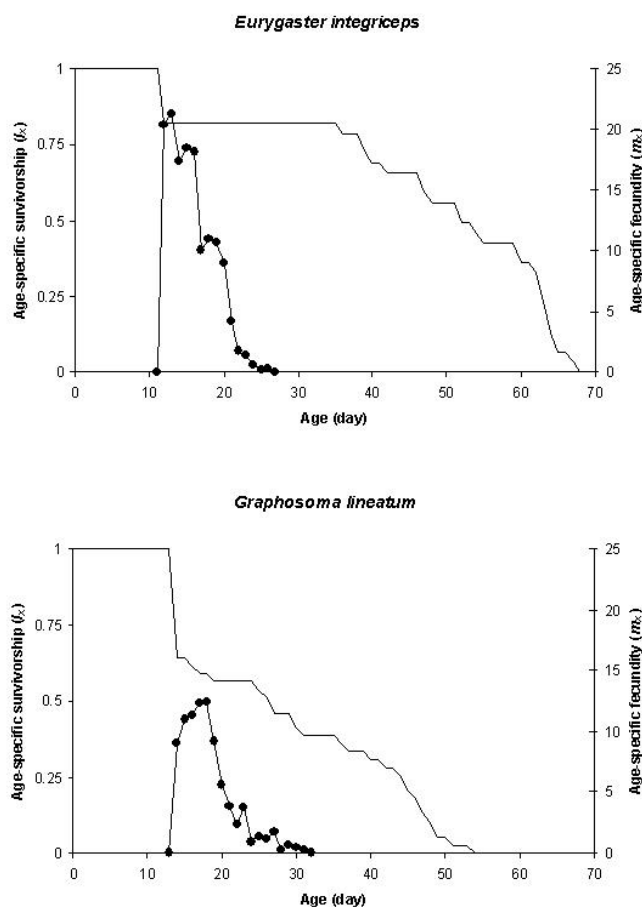 Eurygaster integriceps
Age-specific survivorship (lx)
1
0.75
0.5
0.25
0
25
20
15
10
5
0
Age-specific fecundity (mx)
0 10 20 30 40 50 60 70
Age (day)
Graphosoma lineatum
Age-specific survivorship (lx)
1
0.75
0.5
0.25
0
25
20
15
10
5
0
Age-specific fecundity (mx)
0 10 20 30 40 50 60 70
Age (day)